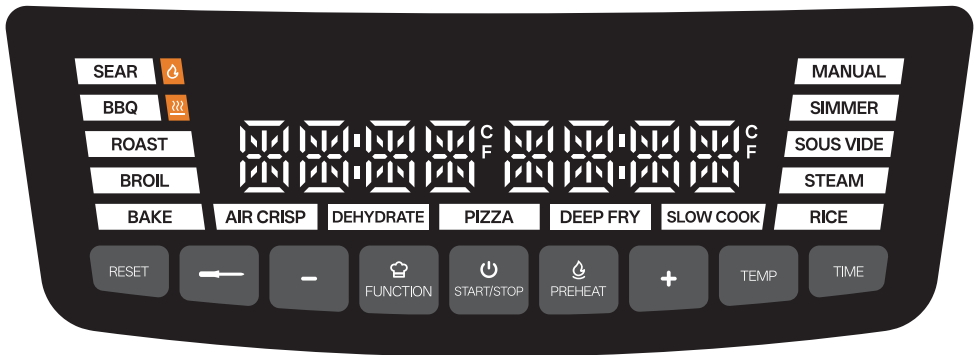 SEAR
MANUAL
BBQ
SIMMER
ROAST
SOUS VIDE
C
F
C
F
BROIL
STEAM
BAKE
AIR CRISP
DEHYDRATE
PIZZA
DEEP FRY
SLOW COOK
RICE
RESET
-
FUNCTION
START/STOP
PREHEAT
+
TEMP
TIME